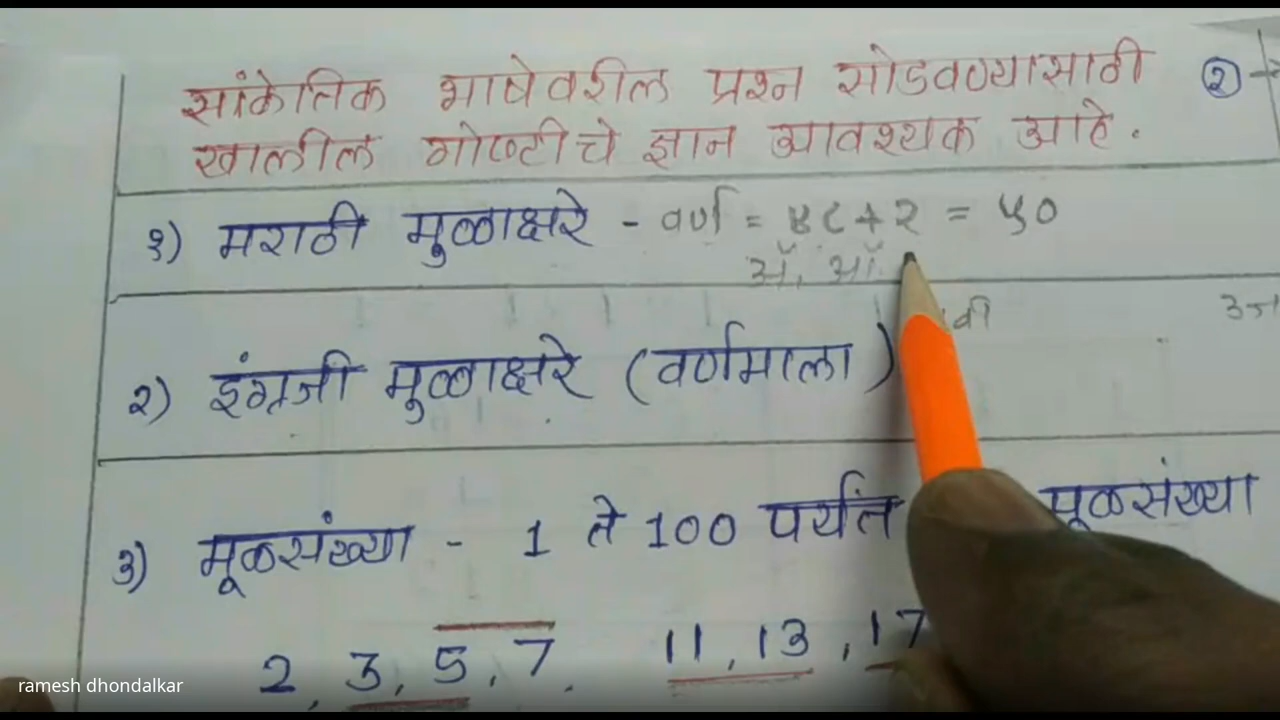 सांकेतिक भाषेवरील प्रश्न सोडवण्यासाठी २
खालील गोष्टीचे ज्ञान आवश्यक आहे.
१) मराठी मुळाक्षरे - वर्ण = ४८+२ = ५०
अॅ, ऑ
२) इंग्रजी मुळाक्षरे (वर्णमाला)
३) मूळसंख्या - 1 ते 100 पर्यंत मूळसंख्या
2, 3, 5, 7, 11, 13, 17
ramesh dhondalkar